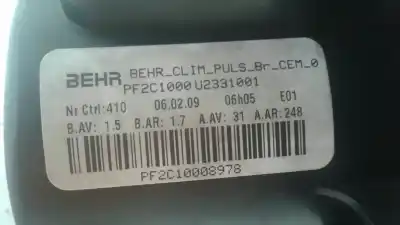 BEHR BEHR_CLIM_PULS_Br_CEM_0
PF2C1000 U2331001
Nr Ctrl:410 06.02.09 06h05 E01
B.AV: 1.5 B.AR: 1.7 A.AV: 31 A.AR:248
PF2C10008978